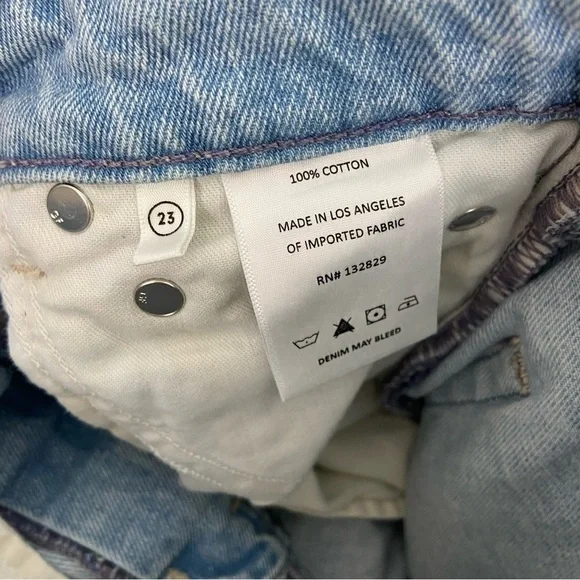 23
100% COTTON
MADE IN LOS ANGELES
OF IMPORTED FABRIC
RN# 132829
DENIM MAY BLEED